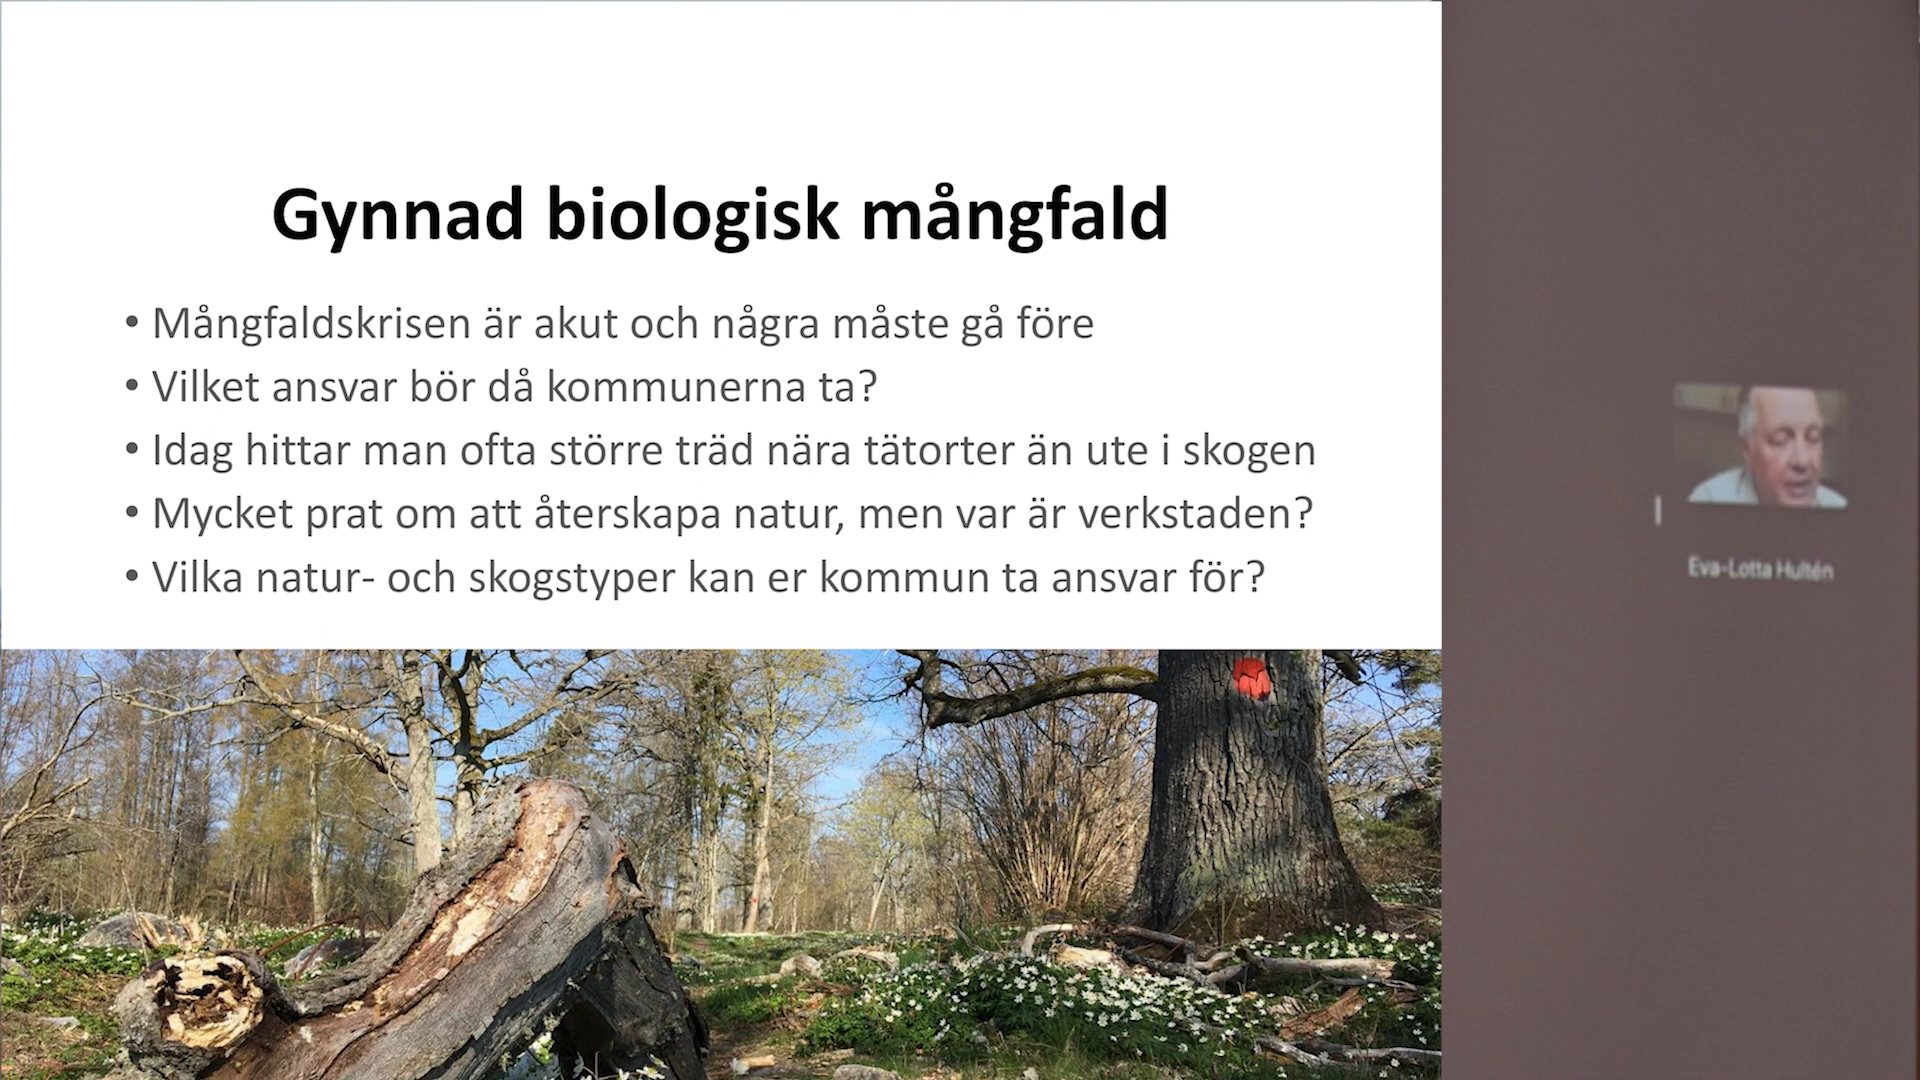 Gynnad biologisk mångfald
• Mångfaldskrisen är akut och några måste gå före
• Vilket ansvar bör då kommunerna ta?
• Idag hittar man ofta större träd nära tätorter än ute i skogen
• Mycket prat om att återskapa natur, men var är verkstaden?
• Vilka natur- och skogstyper kan er kommun ta ansvar för?
Eva-Lotta Hultén